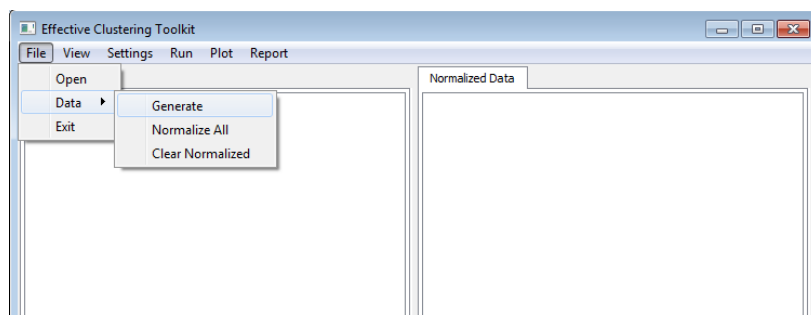 Effective Clustering Toolkit
File View Settings Run Plot Report
Open
Data
Exit
Generate
Normalize All
Clear Normalized
Normalized Data